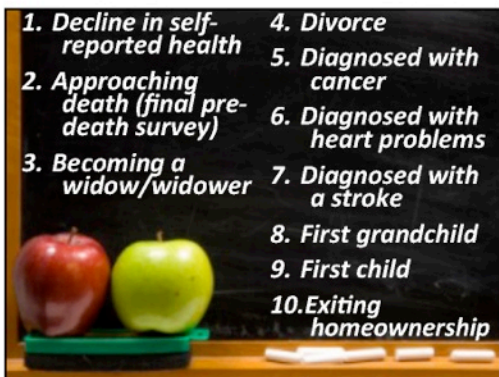 1. Decline in self-
reported health
2. Approaching
death (final pre-
death survey)
3. Becoming a
widow/widower
4. Divorce
5. Diagnosed with
cancer
6. Diagnosed with
heart problems
7. Diagnosed with
a stroke
8. First grandchild
9. First child
10.Exiting
homeownership